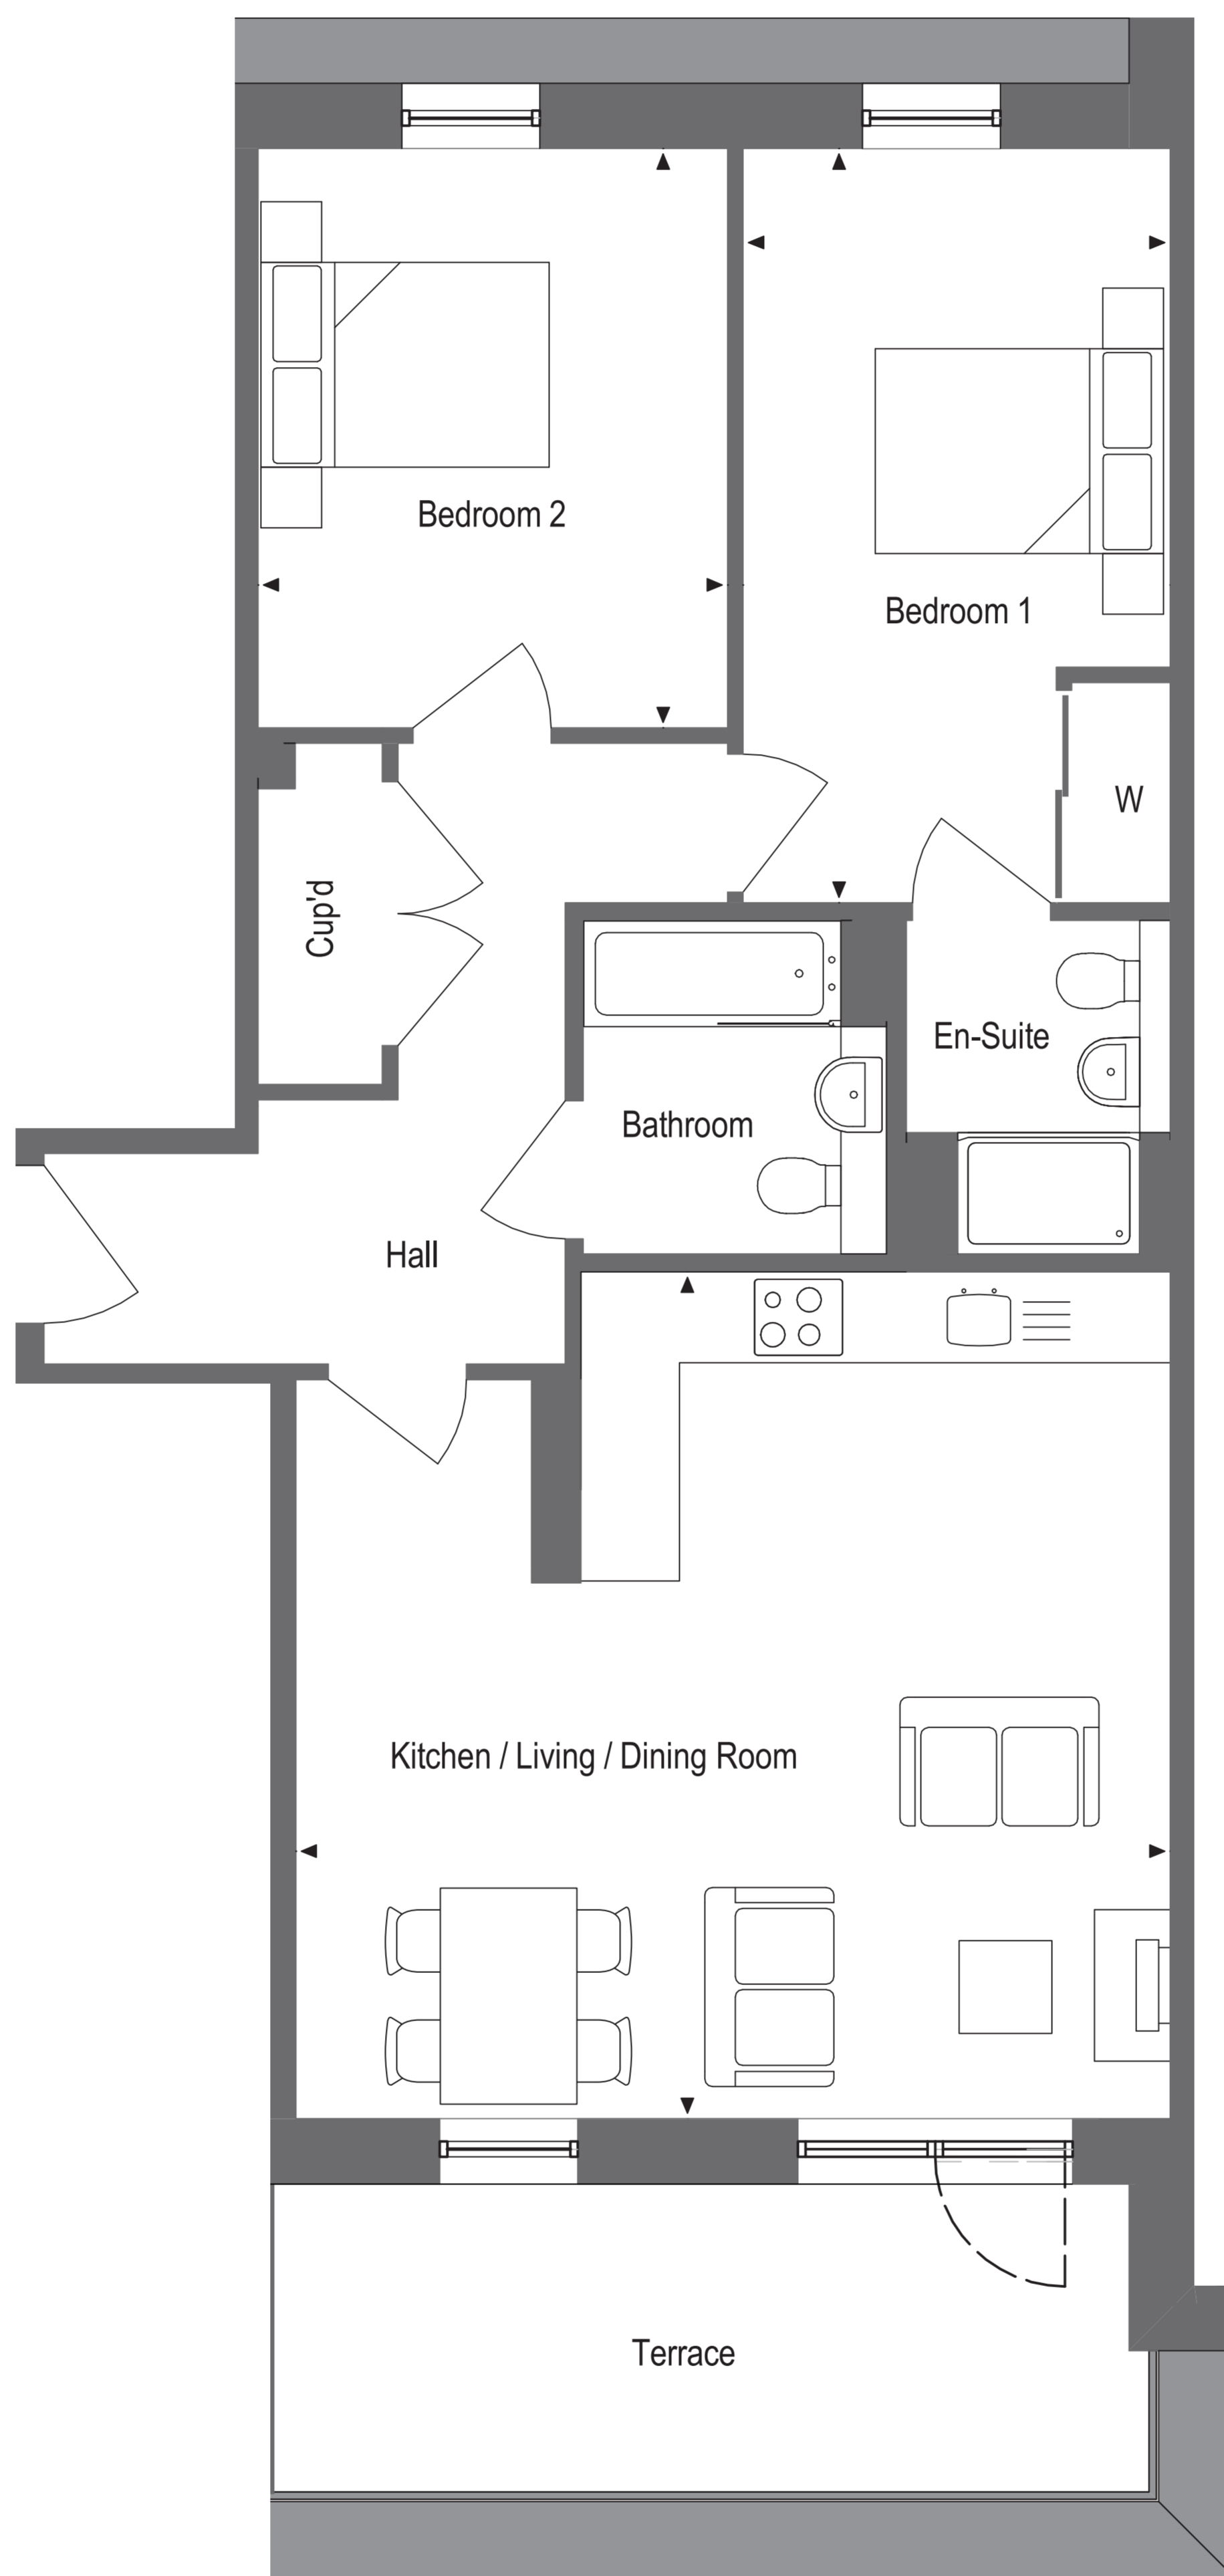 Bedroom 2
Bedroom 1
W
Cup'd
En-Suite
Bathroom
Hall
Kitchen / Living / Dining Room
Terrace